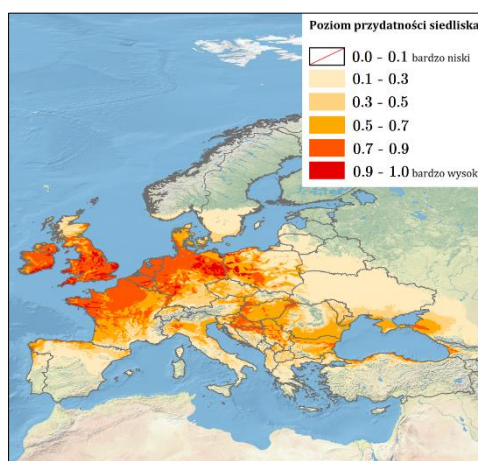 Poziom przydatności siedliska
0.0 - 0.1 bardzo niski
0.1 - 0.3
0.3 - 0.5
0.5 - 0.7
0.7 - 0.9
0.9 - 1.0 bardzo wysok